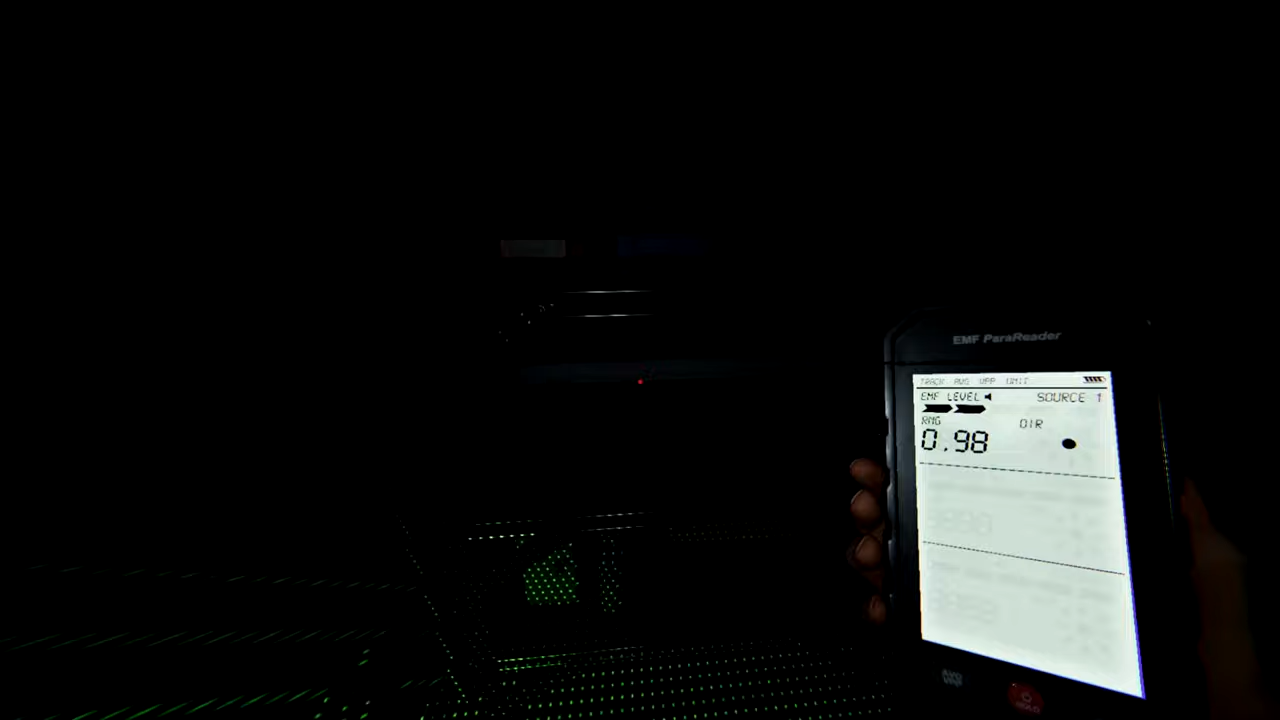 EMF ParaReader
TRACK AVG UPP LIMIT
EMF LEVEL SOURCE 1
RNG DIR
0.98